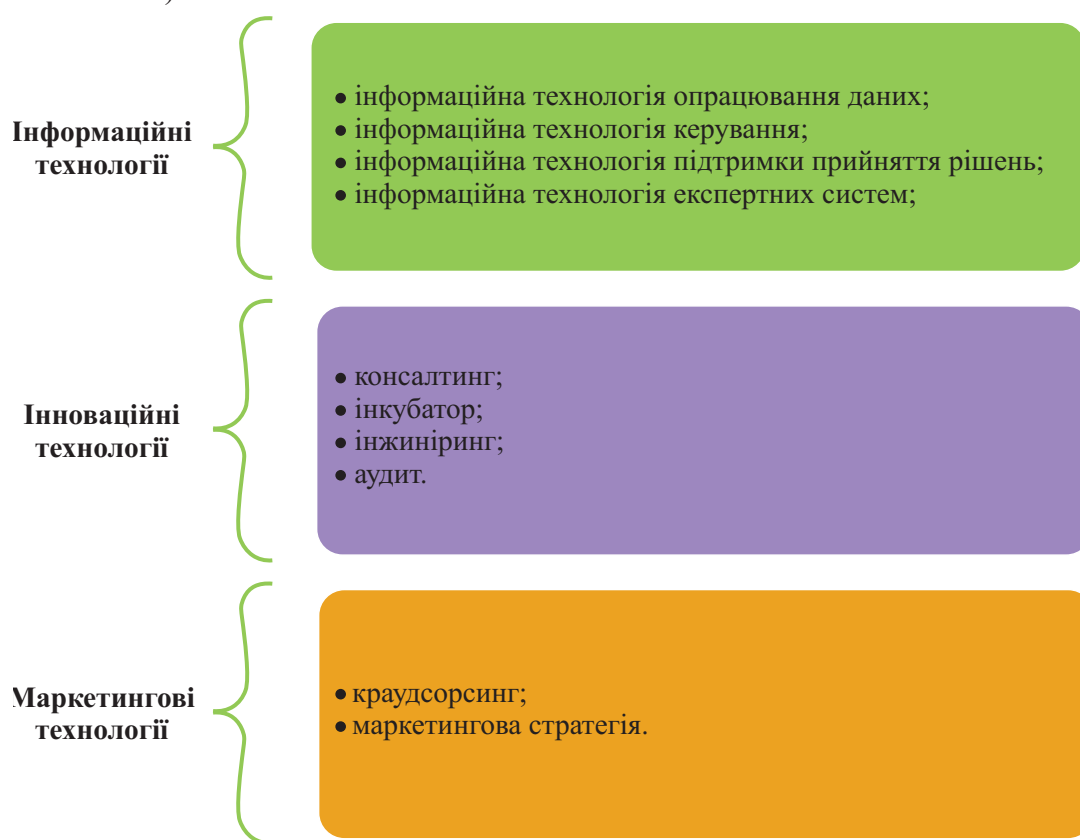 Інформаційні
технології
• інформаційна технологія опрацювання даних;
• інформаційна технологія керування;
• інформаційна технологія підтримки прийняття рішень;
• інформаційна технологія експертних систем;
Інноваційні
технології
• консалтинг;
• інкубатор;
• інжиніринг;
• аудит.
Маркетингові
технології
• краудсорсинг;
• маркетингова стратегія.